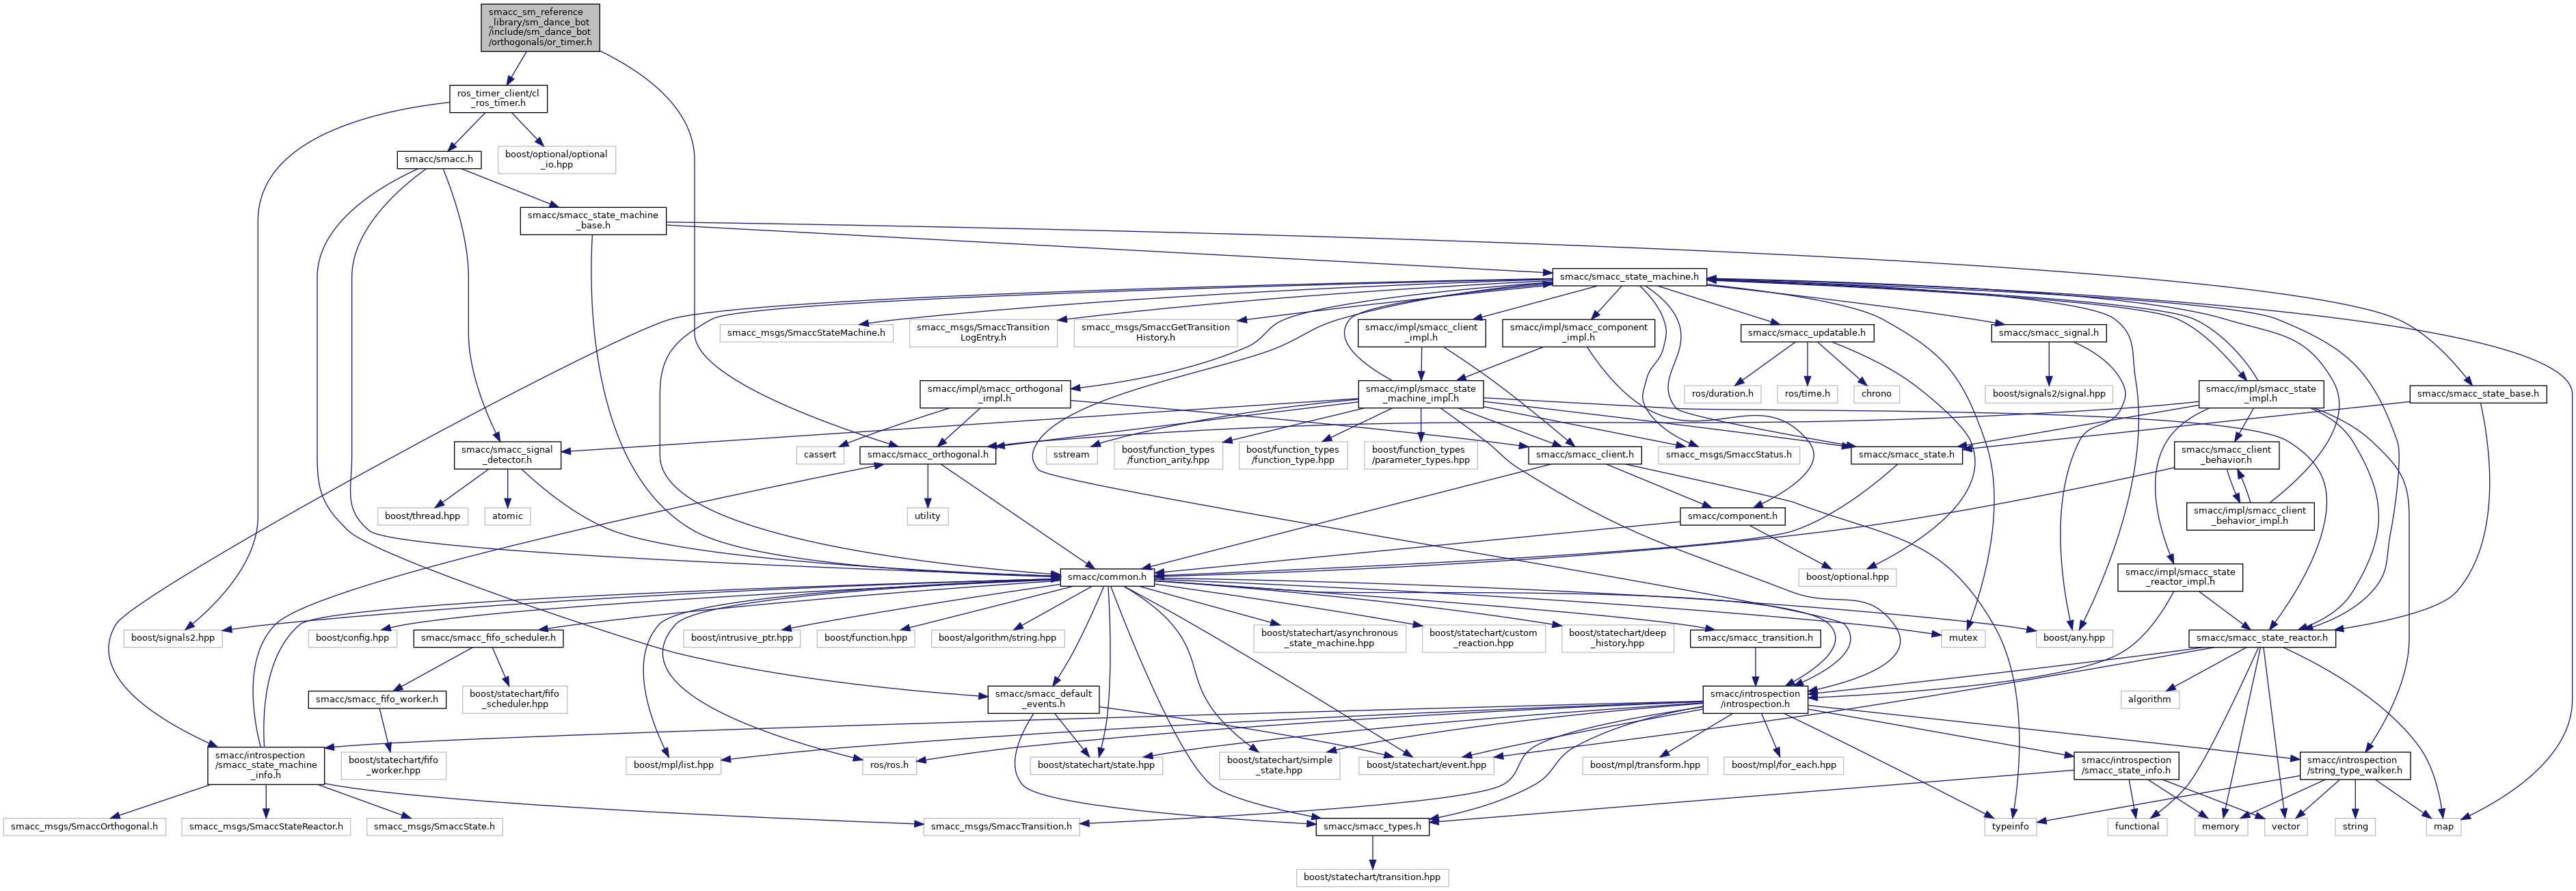 smacc_sm_reference
_library/sm_dance_bot
/include/sm_dance_bot
/orthogonals/or_timer.h
ros_timer_client/cl
_ros_timer.h
smacc/smacc.h
boost/optional/optional
_io.hpp
smacc/smacc_state_machine
_base.h
smacc/smacc_state_machine.h
smacc_msgs/SmaccStateMachine.h
smacc_msgs/SmaccTransition
LogEntry.h
smacc_msgs/SmaccGetTransition
History.h
smacc/impl/smacc_client
_impl.h
smacc/impl/smacc_component
_impl.h
smacc/smacc_updatable.h
smacc/smacc_signal.h
smacc/impl/smacc_orthogonal
_impl.h
smacc/impl/smacc_state
_machine_impl.h
ros/duration.h
ros/time.h
chrono
boost/signals2/signal.hpp
smacc/impl/smacc_state
_impl.h
smacc/smacc_state_base.h
smacc/smacc_signal
_detector.h
cassert
smacc/smacc_orthogonal.h
sstream
boost/function_types
/function_arity.hpp
boost/function_types
/function_type.hpp
boost/function_types
/parameter_types.hpp
smacc/smacc_client.h
smacc_msgs/SmaccStatus.h
smacc/smacc_state.h
smacc/smacc_client
_behavior.h
boost/thread.hpp
atomic
utility
smacc/component.h
smacc/impl/smacc_client
_behavior_impl.h
smacc/common.h
boost/optional.hpp
smacc/impl/smacc_state
_reactor_impl.h
boost/signals2.hpp
boost/config.hpp
smacc/smacc_fifo_scheduler.h
boost/intrusive_ptr.hpp
boost/function.hpp
boost/algorithm/string.hpp
boost/statechart/asynchronous
_state_machine.hpp
boost/statechart/custom
_reaction.hpp
boost/statechart/deep
_history.hpp
smacc/smacc_transition.h
mutex
boost/any.hpp
smacc/smacc_state_reactor.h
smacc/smacc_fifo_worker.h
boost/statechart/fifo
_scheduler.hpp
smacc/smacc_default
_events.h
smacc/introspection
/introspection.h
algorithm
smacc/introspection
/smacc_state_machine
_info.h
boost/statechart/fifo
_worker.hpp
boost/mpl/list.hpp
ros/ros.h
boost/statechart/state.hpp
boost/statechart/simple
_state.hpp
boost/statechart/event.hpp
boost/mpl/transform.hpp
boost/mpl/for_each.hpp
smacc/introspection
/smacc_state_info.h
smacc/introspection
/string_type_walker.h
smacc_msgs/SmaccOrthogonal.h
smacc_msgs/SmaccStateReactor.h
smacc_msgs/SmaccState.h
smacc_msgs/SmaccTransition.h
smacc/smacc_types.h
typeinfo
functional
memory
vector
string
map
boost/statechart/transition.hpp